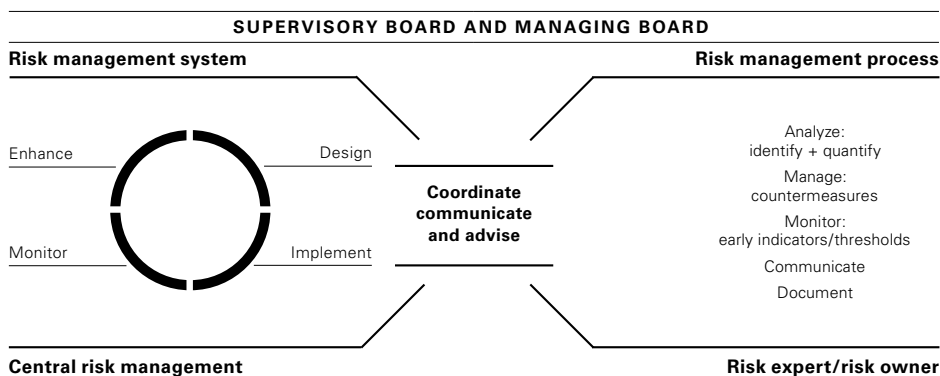 SUPERVISORY BOARD AND MANAGING BOARD
Risk management system
Risk management process
Enhance
Design
Monitor
Implement
Coordinate
communicate
and advise
Analyze:
identify + quantify
Manage:
countermeasures
Monitor:
early indicators/thresholds
Communicate
Document
Central risk management
Risk expert/risk owner